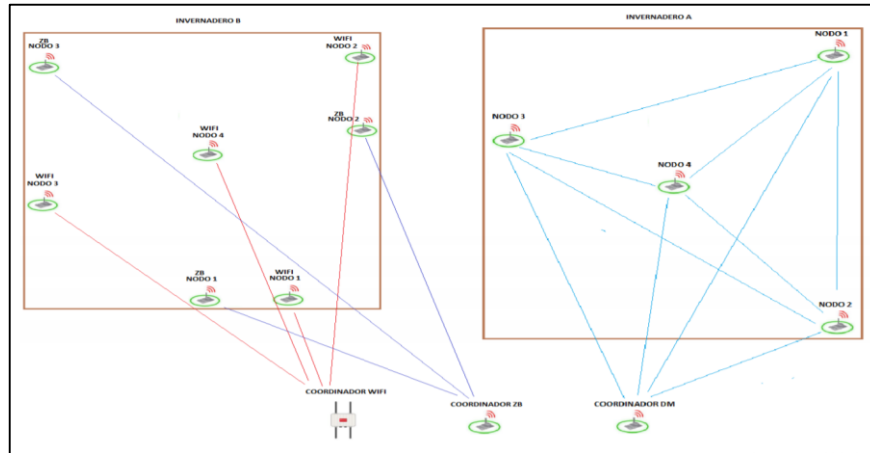 INVERNADERO B
ZB
NODO 3
WIFI
NODO 2
ZB
NODO 2
WIFI
NODO 4
WIFI
NODO 3
ZB
NODO 1
WIFI
NODO 1
INVERNADERO A
NODO 1
NODO 3
NODO 4
NODO 2
COORDINADOR WIFI
COORDINADOR ZB
COORDINADOR DM